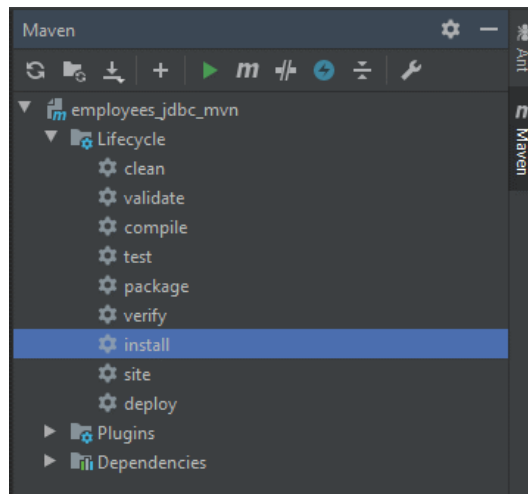 Maven
m
employees_jdbc_mvn
Lifecycle
clean
validate
compile
test
package
verify
install
site
deploy
Plugins
Dependencies
Ant
m Maven